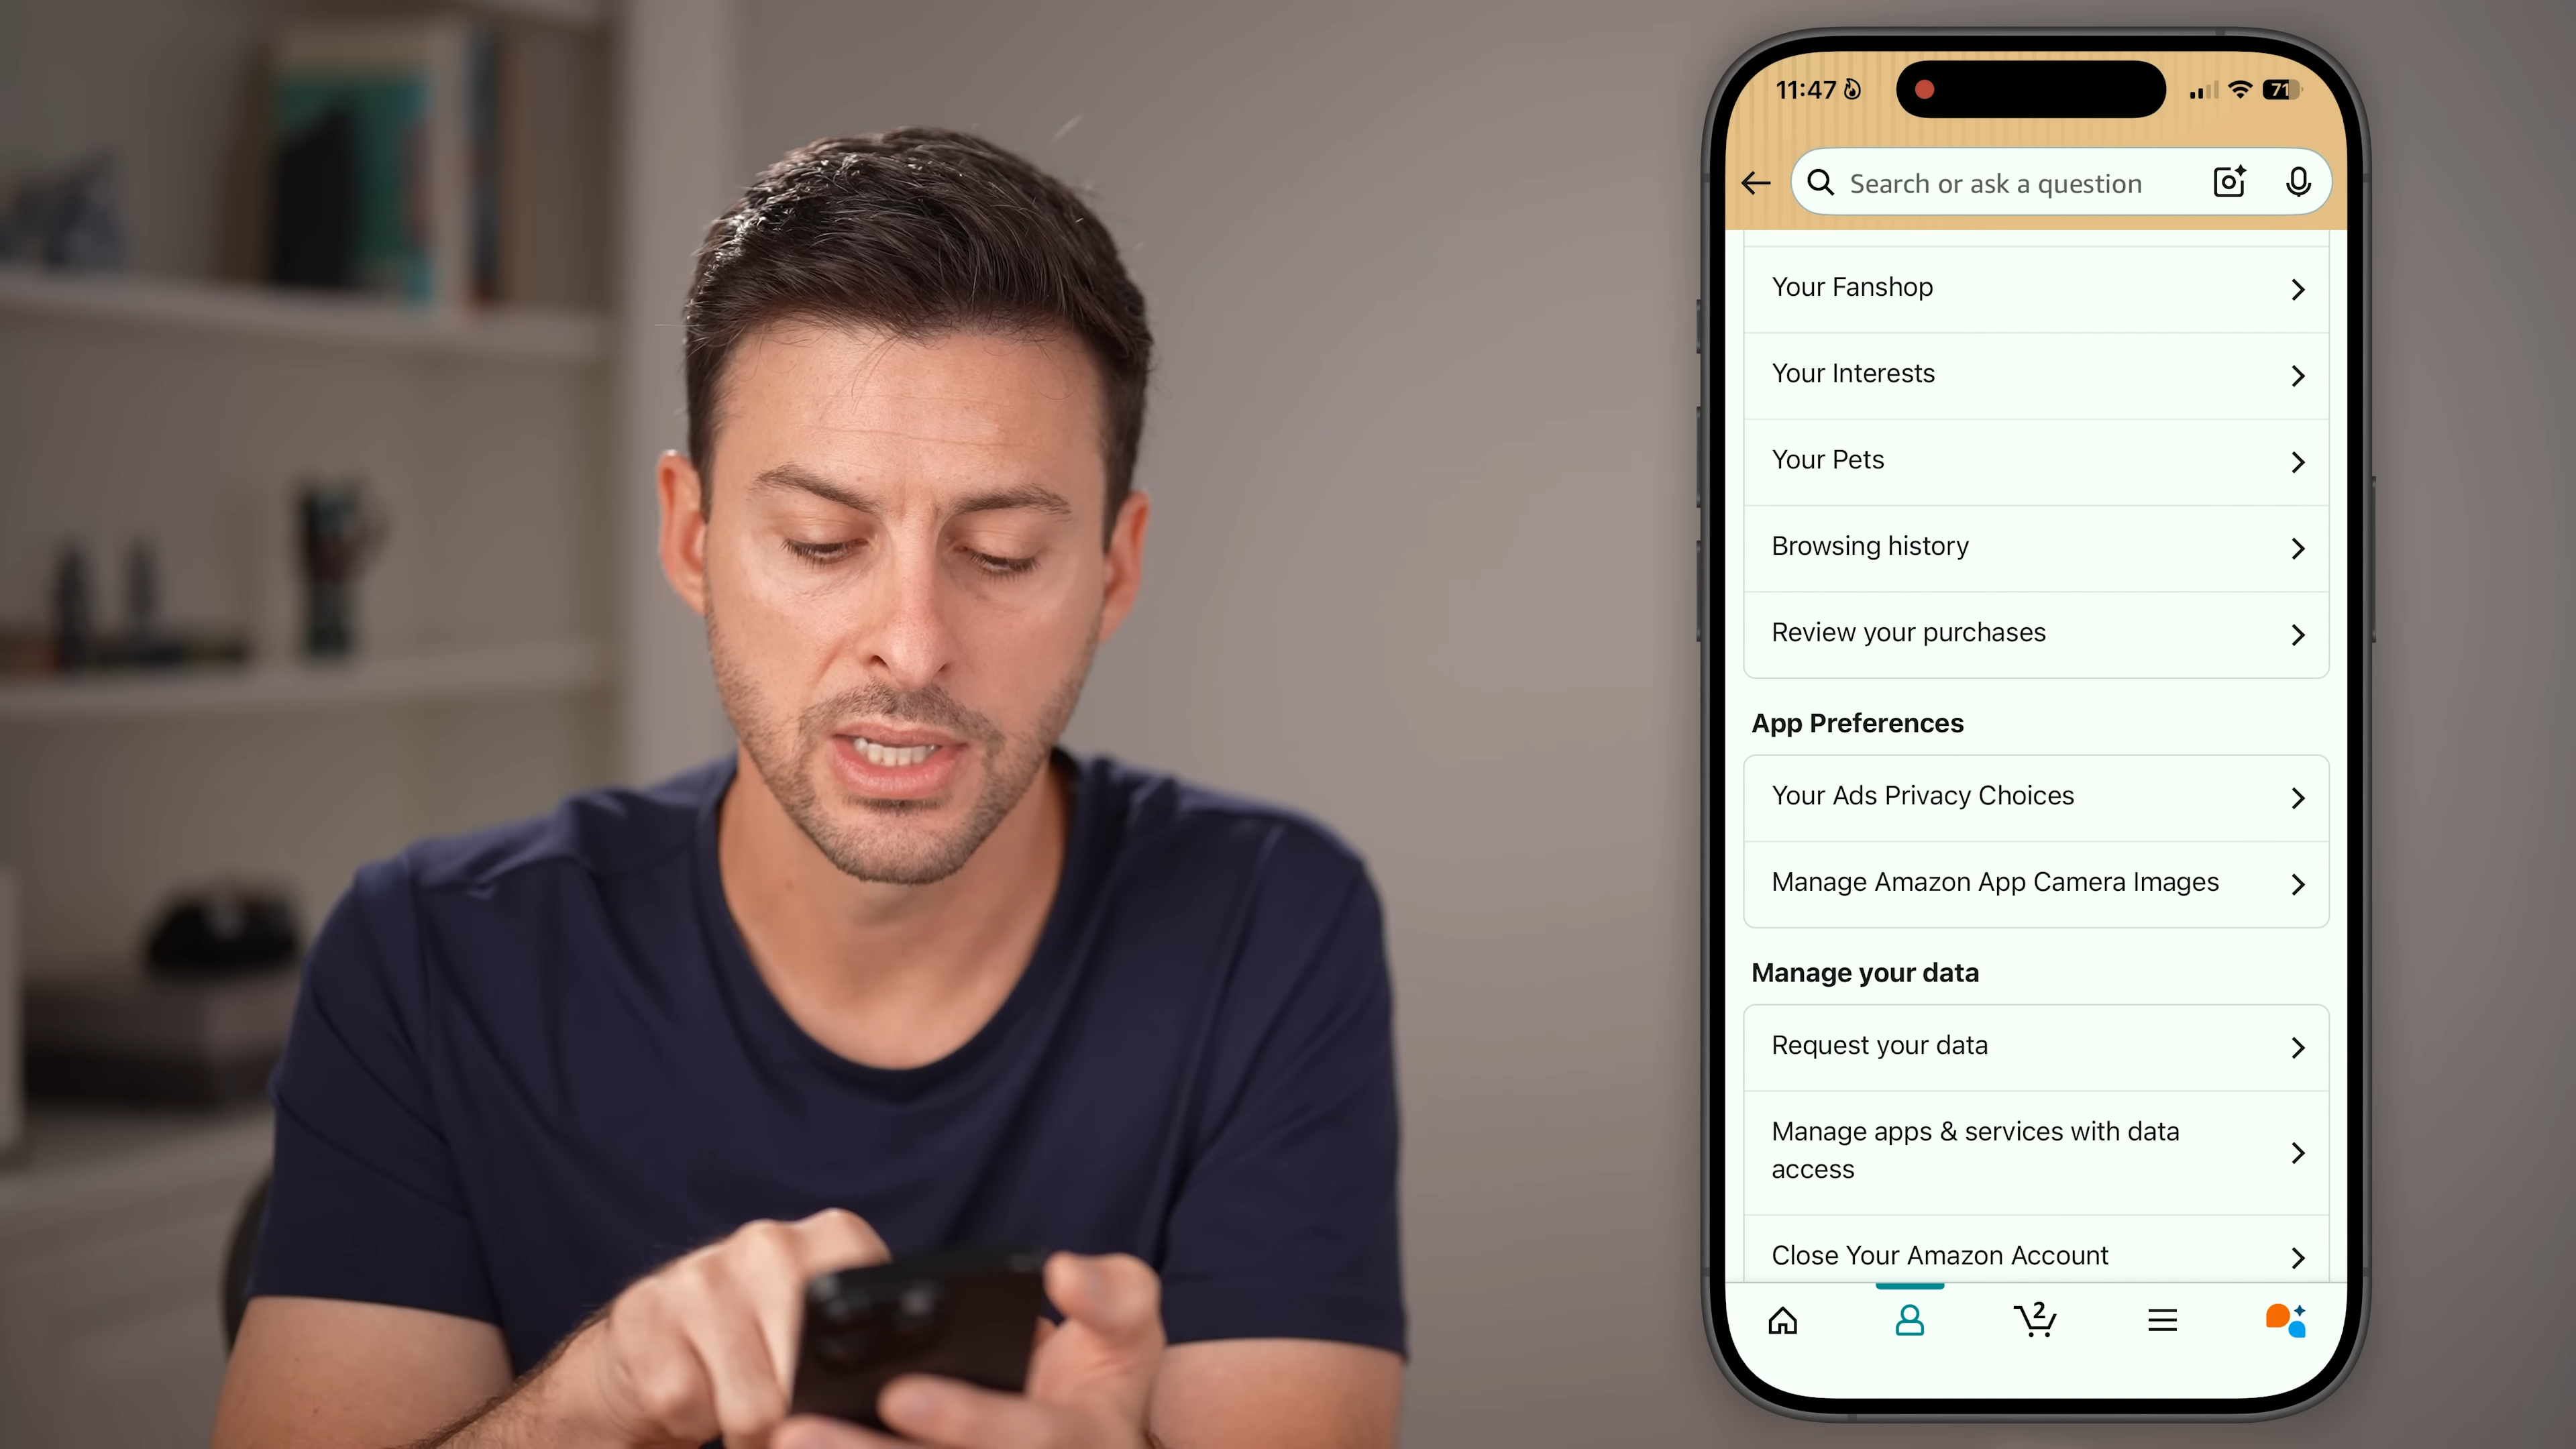 11:47
71
Search or ask a question
Your Fanshop
Your Interests
Your Pets
Browsing history
Review your purchases
App Preferences
Your Ads Privacy Choices
Manage Amazon App Camera Images
Manage your data
Request your data
Manage apps & services with data
access
Close Your Amazon Account
2